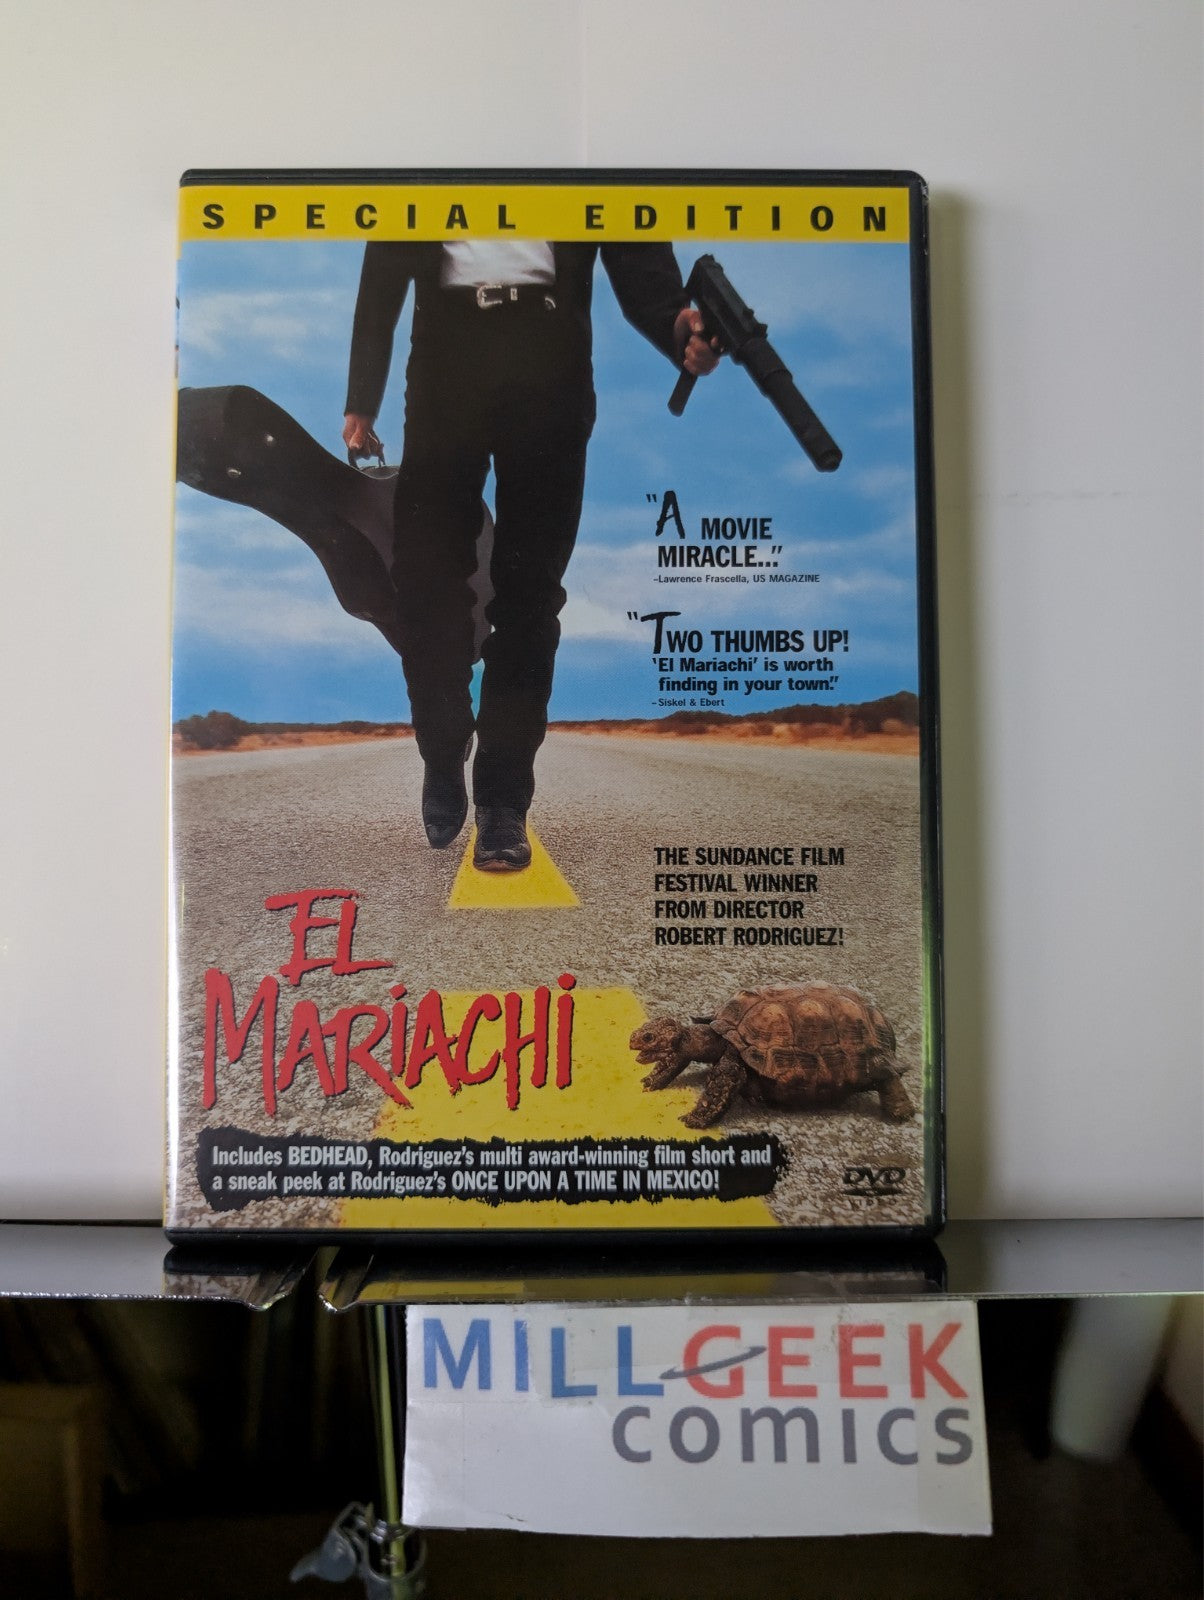 SPECIAL EDITION
"A MOVIE
MIRACLE..."
–Lawrence Frascella, US MAGAZINE
"TWO THUMBS UP!
'El Mariachi' is worth
finding in your town."
– Siskel & Ebert
THE SUNDANCE FILM
FESTIVAL WINNER
FROM DIRECTOR
ROBERT RODRIGUEZ!
EL
MARiACHi
Includes BEDHEAD, Rodriguez's multi award-winning film short and
a sneak peek at Rodriguez's ONCE UPON A TIME IN MEXICO!
DVD
MILLGEEK
comics